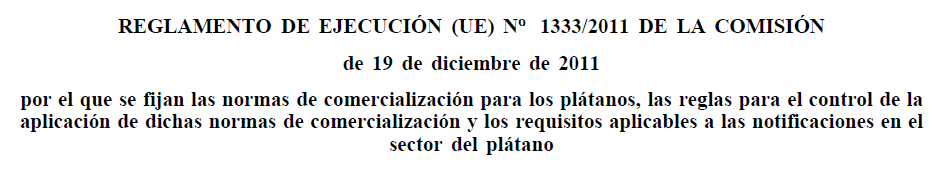 REGLAMENTO DE EJECUCIÓN (UE) Nº 1333/2011 DE LA COMISIÓN
de 19 de diciembre de 2011
por el que se fijan las normas de comercialización para los plátanos, las reglas para el control de la
aplicación de dichas normas de comercialización y los requisitos aplicables a las notificaciones en el
sector del plátano